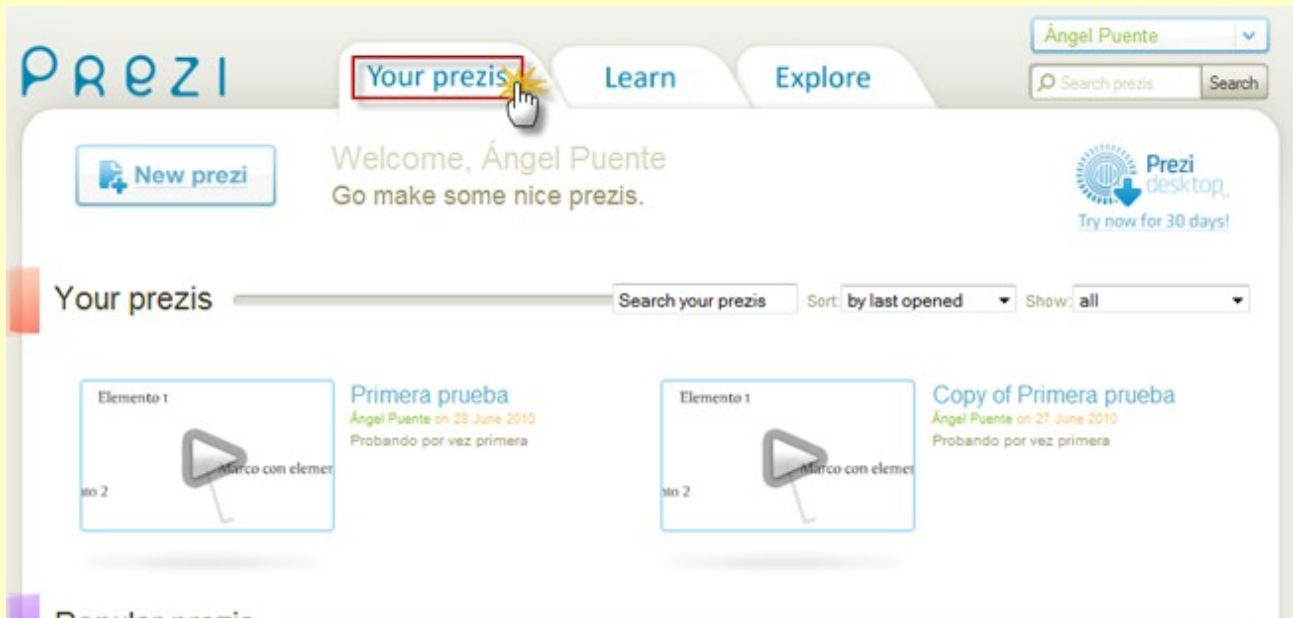 PREZI
Your prezis
Learn
Explore
Ángel Puente
Search prezis
Search
New prezi
Welcome, Ángel Puente
Go make some nice prezis.
Prezi
desktop
Try now for 30 days!
Your prezis
Search your prezis
Sort: by last opened
Show: all
Elemento 1
Marco con elemen
nto 2
Primera prueba
Ángel Puente on 28 June 2010
Probando por vez primera
Elemento 1
Marco con elemen
nto 2
Copy of Primera prueba
Ángel Puente on 27 June 2010
Probando por vez primera
Popular prezis